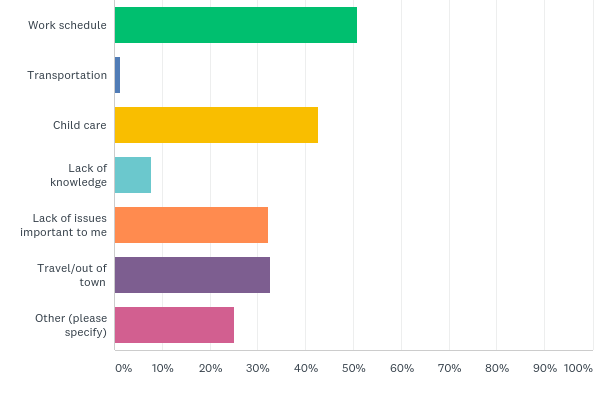 Work schedule
Transportation
Child care
Lack of
knowledge
Lack of issues
important to me
Travel/out of
town
Other (please
specify)
0% 10% 20% 30% 40% 50% 60% 70% 80% 90% 100%